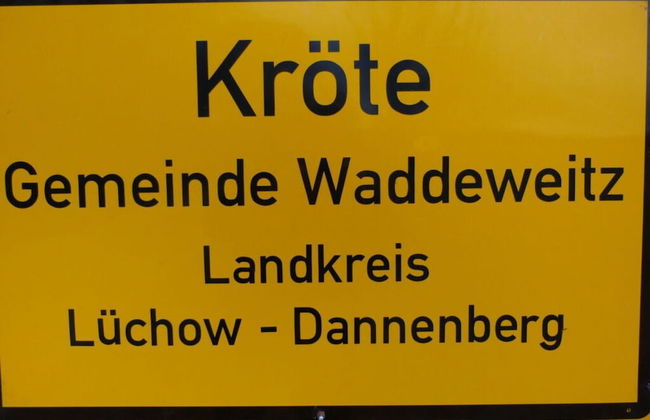 Kröte
Gemeinde Waddeweitz
Landkreis
Lüchow - Dannenberg